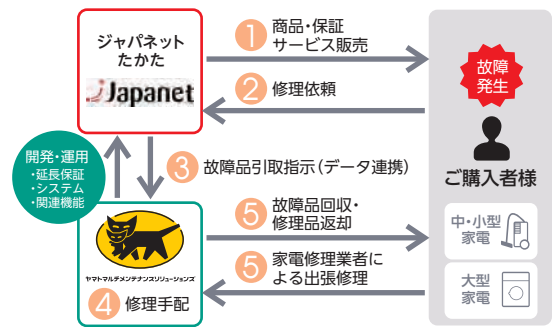 ジャパネット
たかた
Japanet
1 商品・保証
サービス販売
2 修理依頼
故障
発生
ご購入者様
開発・運用
・延長保証
・システム
・関連機能
3 故障品引取指示(データ連携)
ヤマトマルチメンテナンスソリューションズ
4 修理手配
5 故障品回収・
修理品返却
5 家電修理業者に
よる出張修理
中・小型
家電
大型
家電